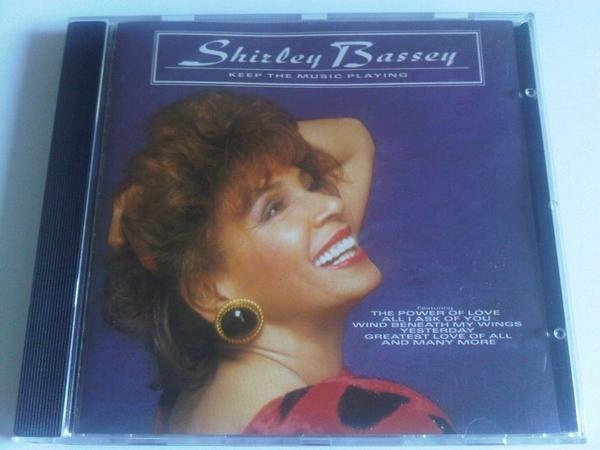 Shirley Bassey
KEEP THE MUSIC PLAYING
Featuring
THE POWER OF LOVE
ALL I ASK OF YOU
WIND BENEATH MY WINGS
YESTERDAY
GREATEST LOVE OF ALL
AND MANY MORE